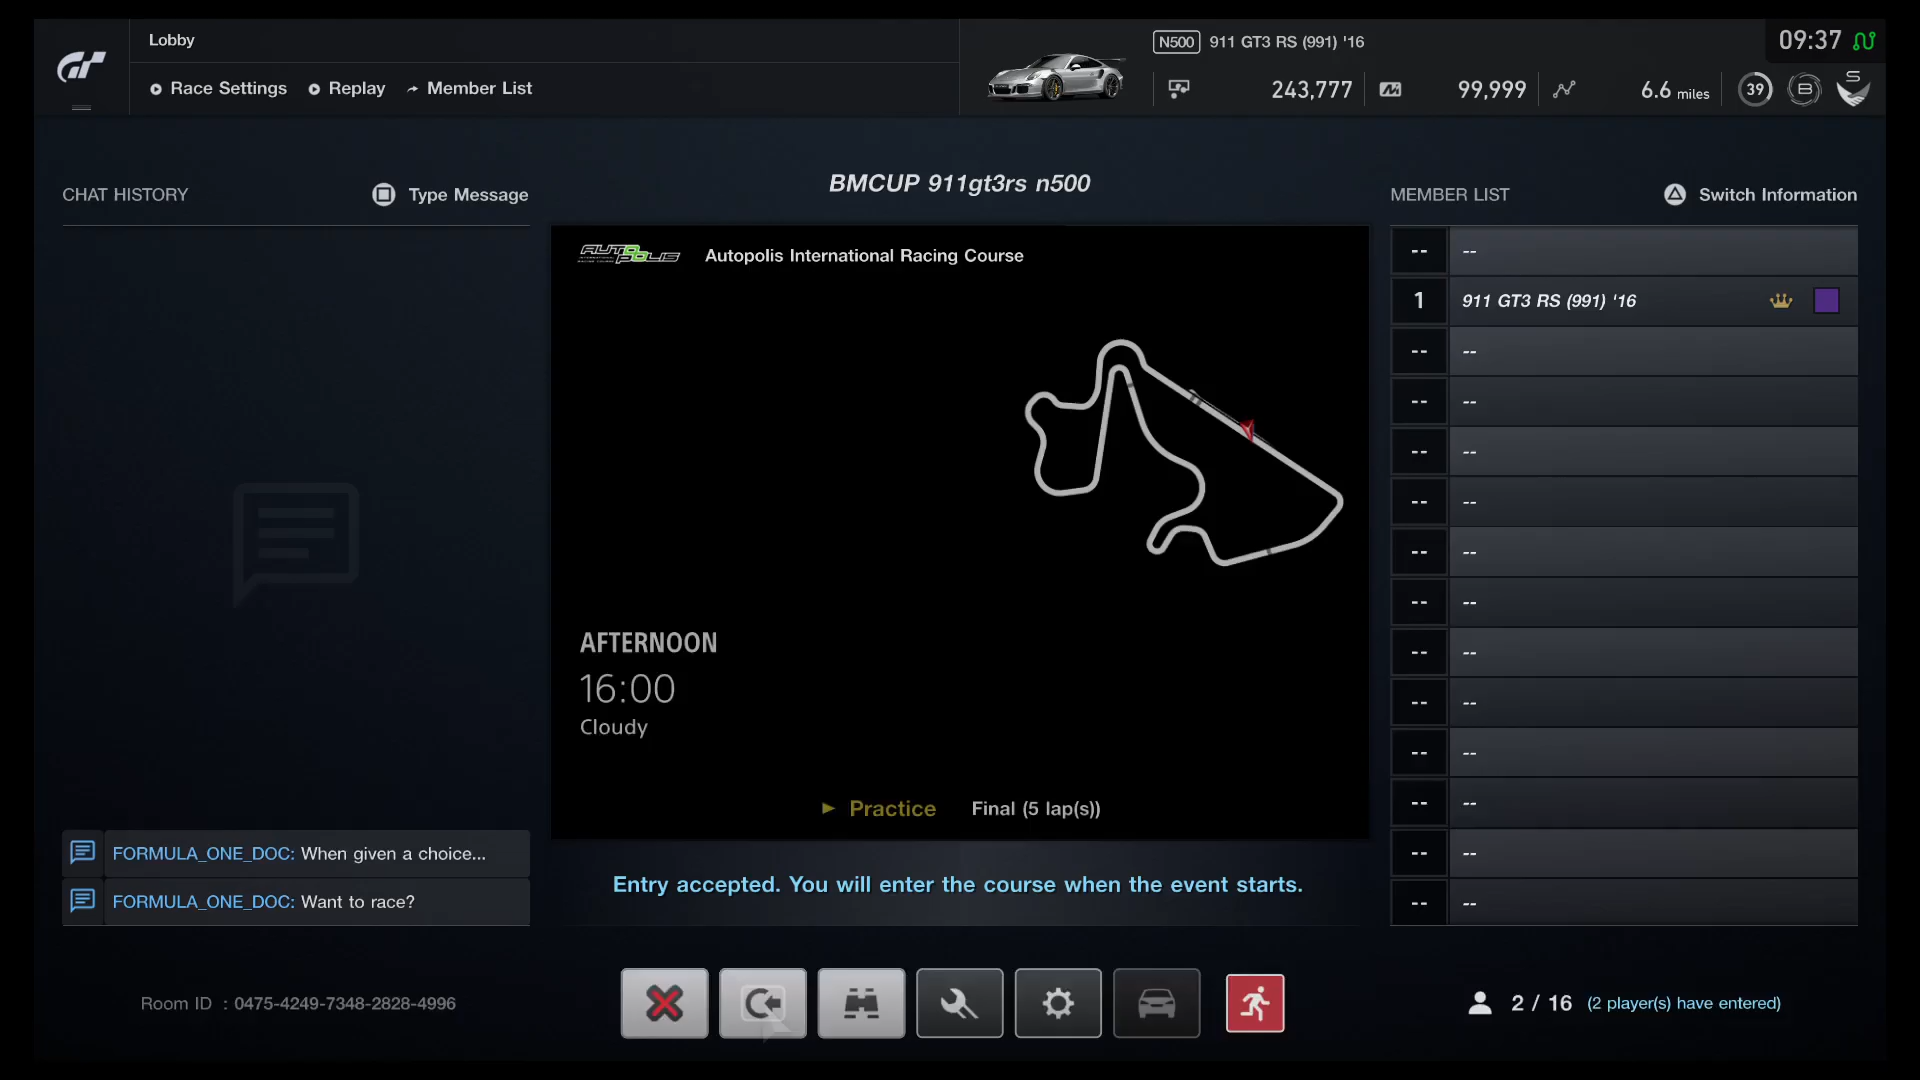 Lobby
Race Settings
Replay
Member List
N500 911 GT3 RS (991) '16
243,777
99,999
6.6 miles
09:37
39
B
S
CHAT HISTORY
Type Message
BMCUP 911gt3rs n500
MEMBER LIST
Switch Information
AUTOPOLIS
Autopolis International Racing Course
-- --
1 911 GT3 RS (991) '16
-- --
-- --
-- --
-- --
-- --
-- --
-- --
-- --
-- --
-- --
-- --
-- --
AFTERNOON
16:00
Cloudy
Practice
Final (5 lap(s))
FORMULA_ONE_DOC: When given a choice...
FORMULA_ONE_DOC: Want to race?
Entry accepted. You will enter the course when the event starts.
Room ID : 0475-4249-7348-2828-4996
2 / 16 (2 player(s) have entered)